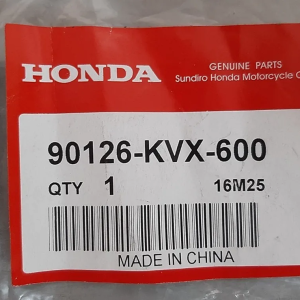 HONDA
GENUINE PARTS
Sundiro Honda Motorcycle
90126-KVX-600
QTY 1 16M25
MADE IN CHINA